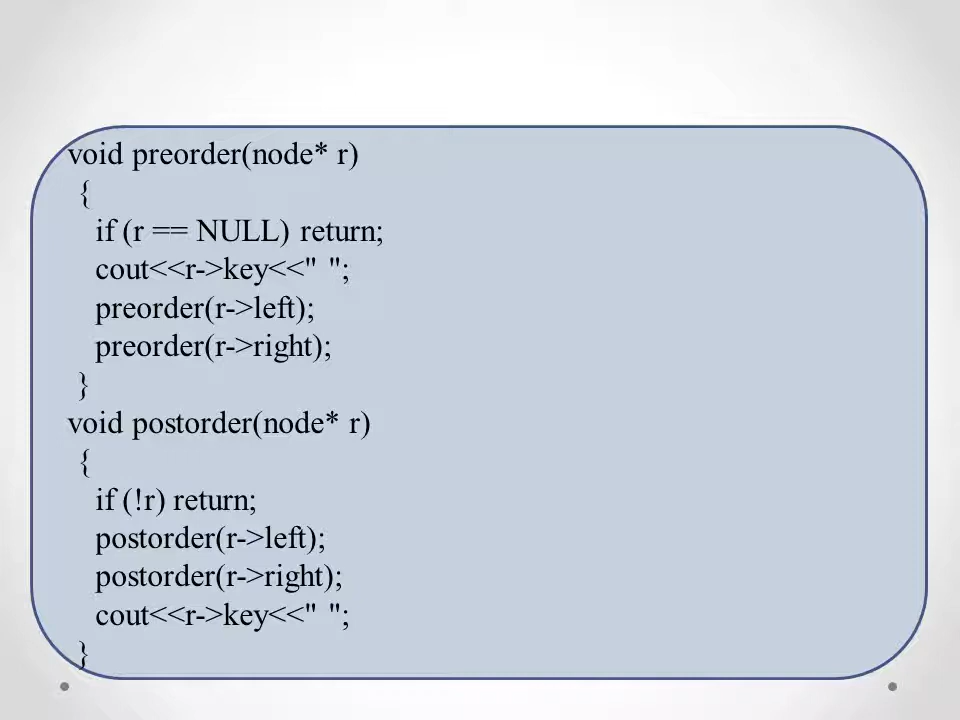 void preorder(node* r)
{
if (r == NULL) return;
cout<<r->key<<" ";
preorder(r->left);
preorder(r->right);
}
void postorder(node* r)
{
if (!r) return;
postorder(r->left);
postorder(r->right);
cout<<r->key<<" ";
}